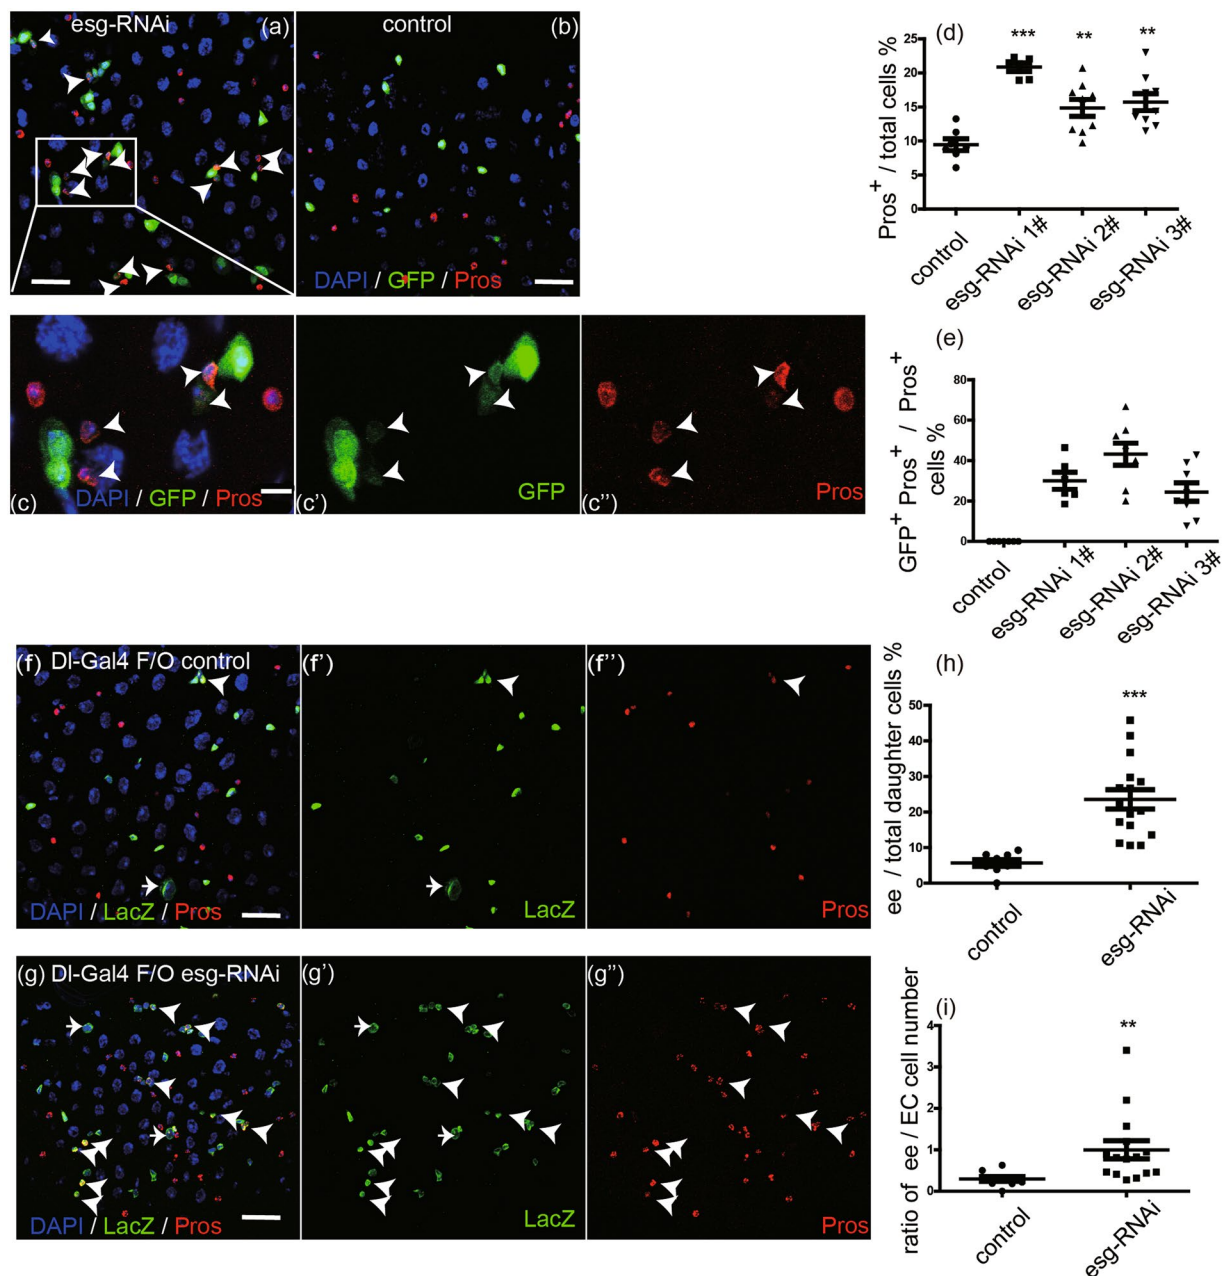 esg-RNAi (a)
control (b)
DAPI / GFP / Pros
(c) DAPI / GFP / Pros
(c') GFP
(c'') Pros
(d)
Pros+ / total cells %
25
20
15
10
5
0
***
**
**
control
esg-RNAi 1#
esg-RNAi 2#
esg-RNAi 3#
(e)
GFP+ Pros+ / Pros+
cells %
80
60
40
20
0
control
esg-RNAi 1#
esg-RNAi 2#
esg-RNAi 3#
(f) Dl-Gal4 F/O control
DAPI / LacZ / Pros
(f')
LacZ
(f'')
Pros
(h)
ee / total daughter cells %
50
40
30
20
10
0
***
control
esg-RNAi
(g) Dl-Gal4 F/O esg-RNAi
DAPI / LacZ / Pros
(g')
LacZ
(g'')
Pros
(i)
ratio of ee / EC cell number
4
3
2
1
0
**
control
esg-RNAi